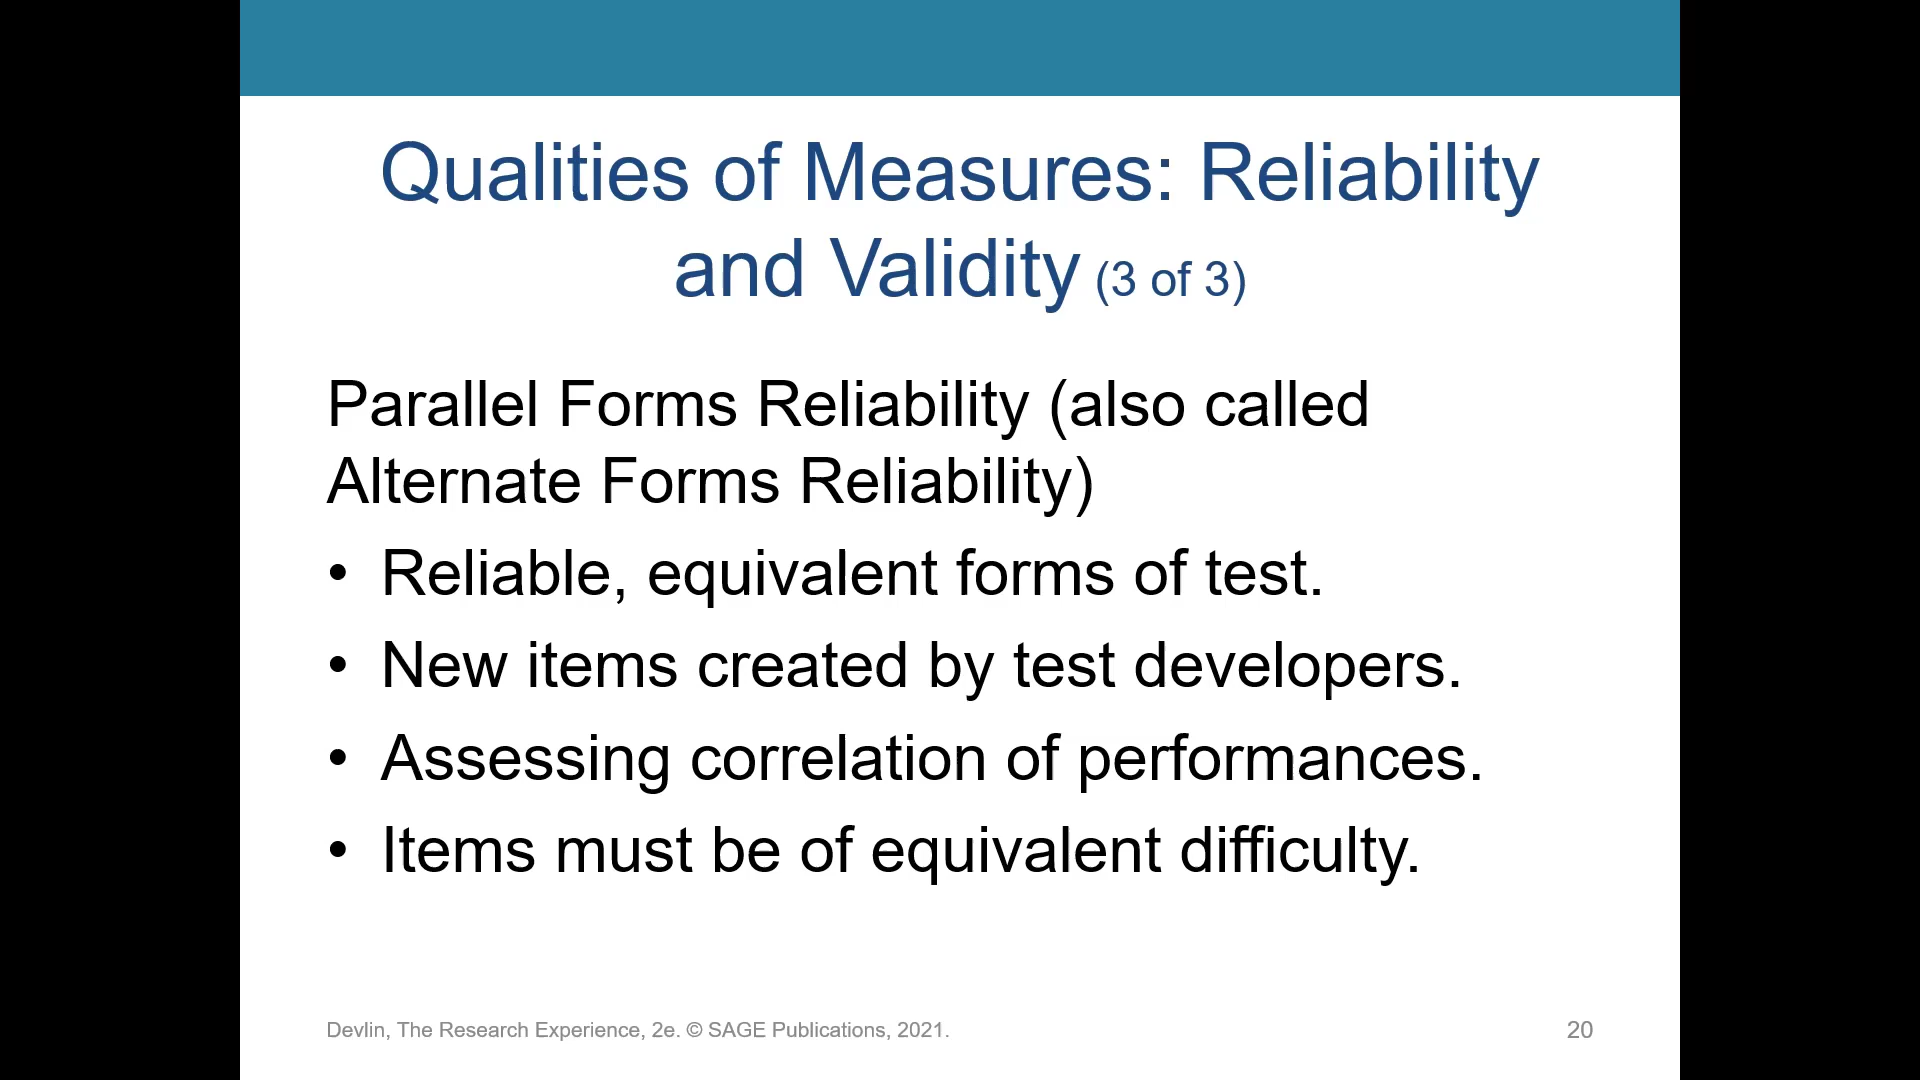 Qualities of Measures: Reliability
and Validity (3 of 3)
Parallel Forms Reliability (also called
Alternate Forms Reliability)
• Reliable, equivalent forms of test.
• New items created by test developers.
• Assessing correlation of performances.
• Items must be of equivalent difficulty.
Devlin, The Research Experience, 2e. © SAGE Publications, 2021.
20